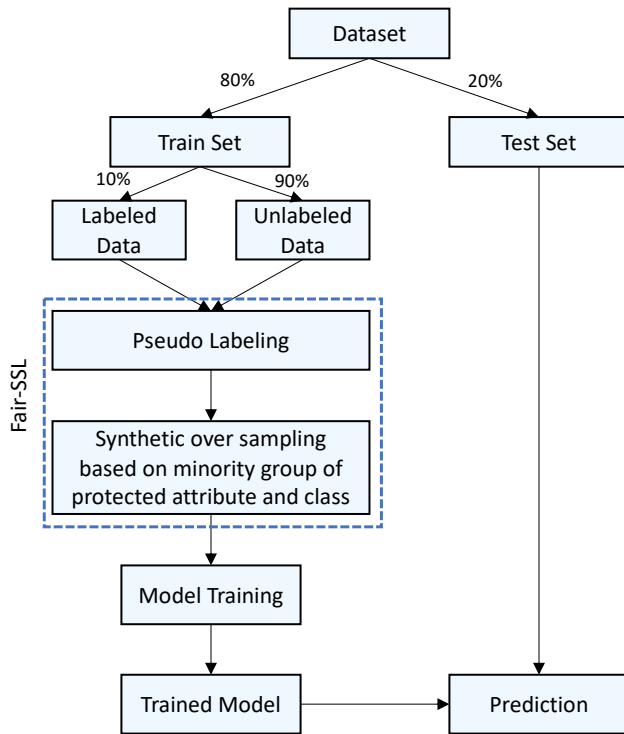 Dataset
80%
20%
Train Set
Test Set
10%
90%
Labeled
Data
Unlabeled
Data
Fair-SSL
Pseudo Labeling
Synthetic over sampling
based on minority group of
protected attribute and class
Model Training
Trained Model
Prediction